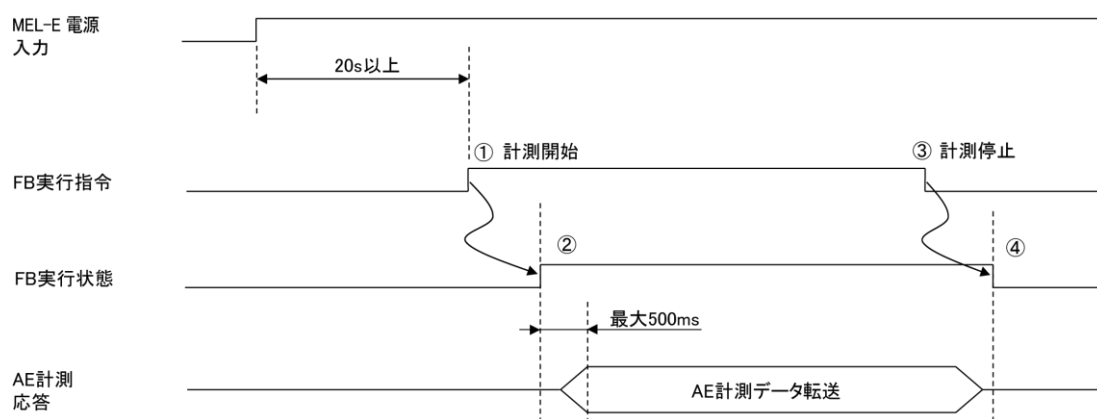 MEL-E 電源
入力
20s以上
① 計測開始
③ 計測停止
FB実行指令
②
④
FB実行状態
最大500ms
AE計測
応答
AE計測データ転送